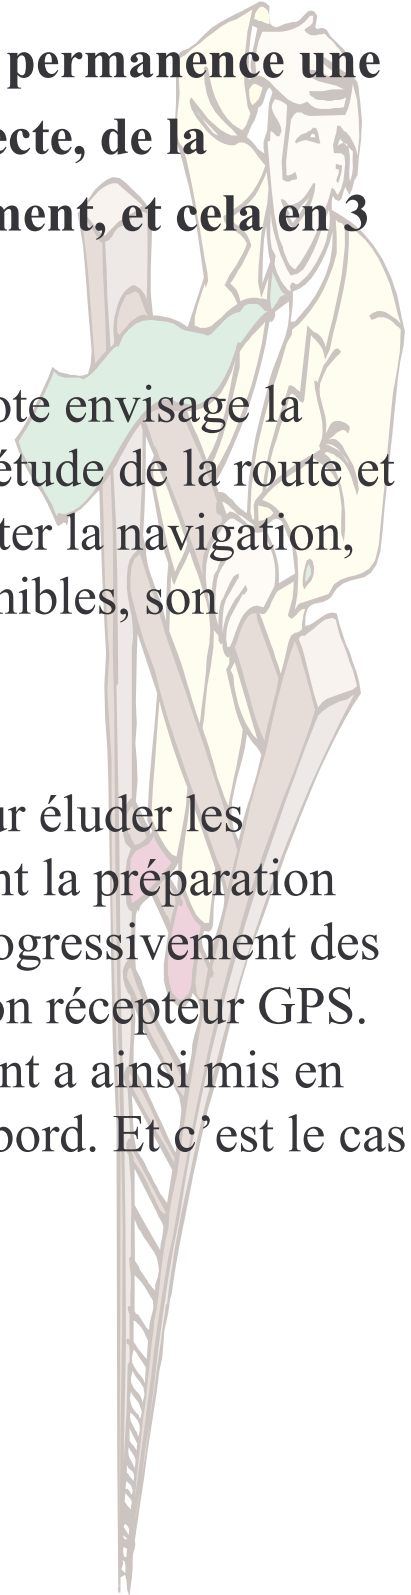 permanence une
ecte, de la
ment, et cela en 3
ote envisage la
étude de la route et
ter la navigation,
nibles, son
ur éluder les
nt la préparation
ogressivement des
on récepteur GPS.
nt a ainsi mis en
bord. Et c’est le cas